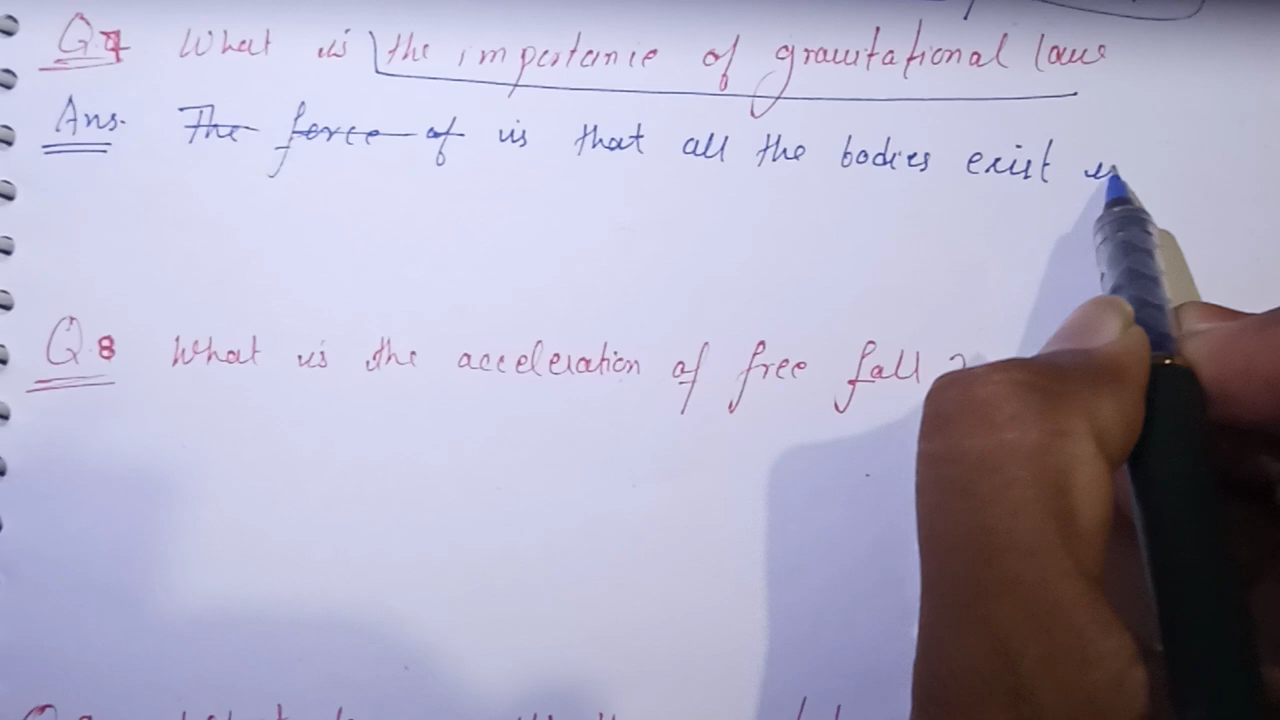 Q.7 What is the importance of gravitational law
Ans. The force of is that all the bodies exist
Q.8 What is the acceleration of free fall ?